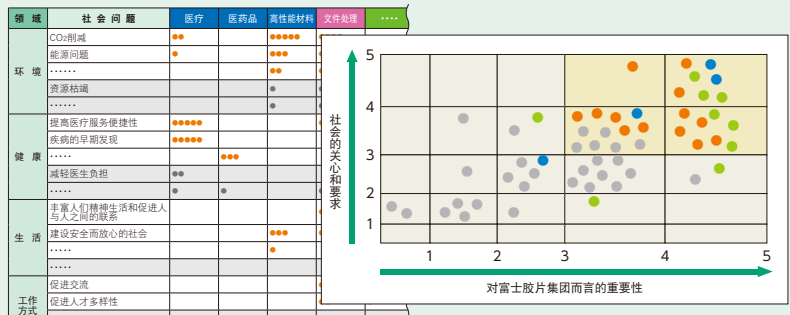 领 域 社 会 问 题 医疗 医药品 高性能材料 文件处理 ····
环 境
CO2削减
能源问题
······
资源枯竭
······
健 康
提高医疗服务便捷性
疾病的早期发现
·····
减轻医生负担
·····
生 活
丰富人们精神生活和促进人
与人之间的联系
建设安全而放心的社会
·····
·····
工作
方式
促进交流
促进人才多样性
社会的关心和要求
5
4
3
2
1
1 2 3 4 5
对富士胶片集团而言的重要性